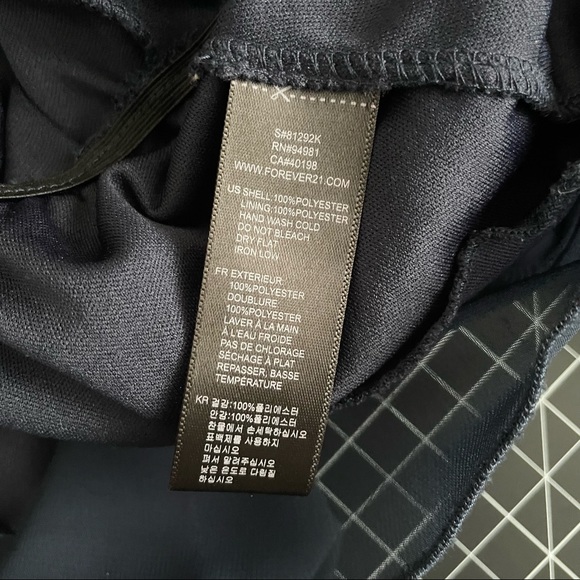 S#81292K
RN#94981
CA#40198
WWW.FOREVER21.COM
US SHELL:100%POLYESTER
LINING:100%POLYESTER
HAND WASH COLD
DO NOT BLEACH
DRY FLAT
IRON LOW
FR EXTERIEUR:
100%POLYESTER
DOUBLURE:
100%POLYESTER
LAVER À LA MAIN
À L'EAU FROIDE
PAS DE CHLORAGE
SÉCHAGE À PLAT
REPASSER, BASSE
TEMPÉRATURE
KR 겉감:100%폴리에스터
안감:100%폴리에스터
찬물에서 손세탁하십시오
표백제를 사용하지
마십시오
펴서 말려주십시오
낮은 온도로 다림질
하십시오